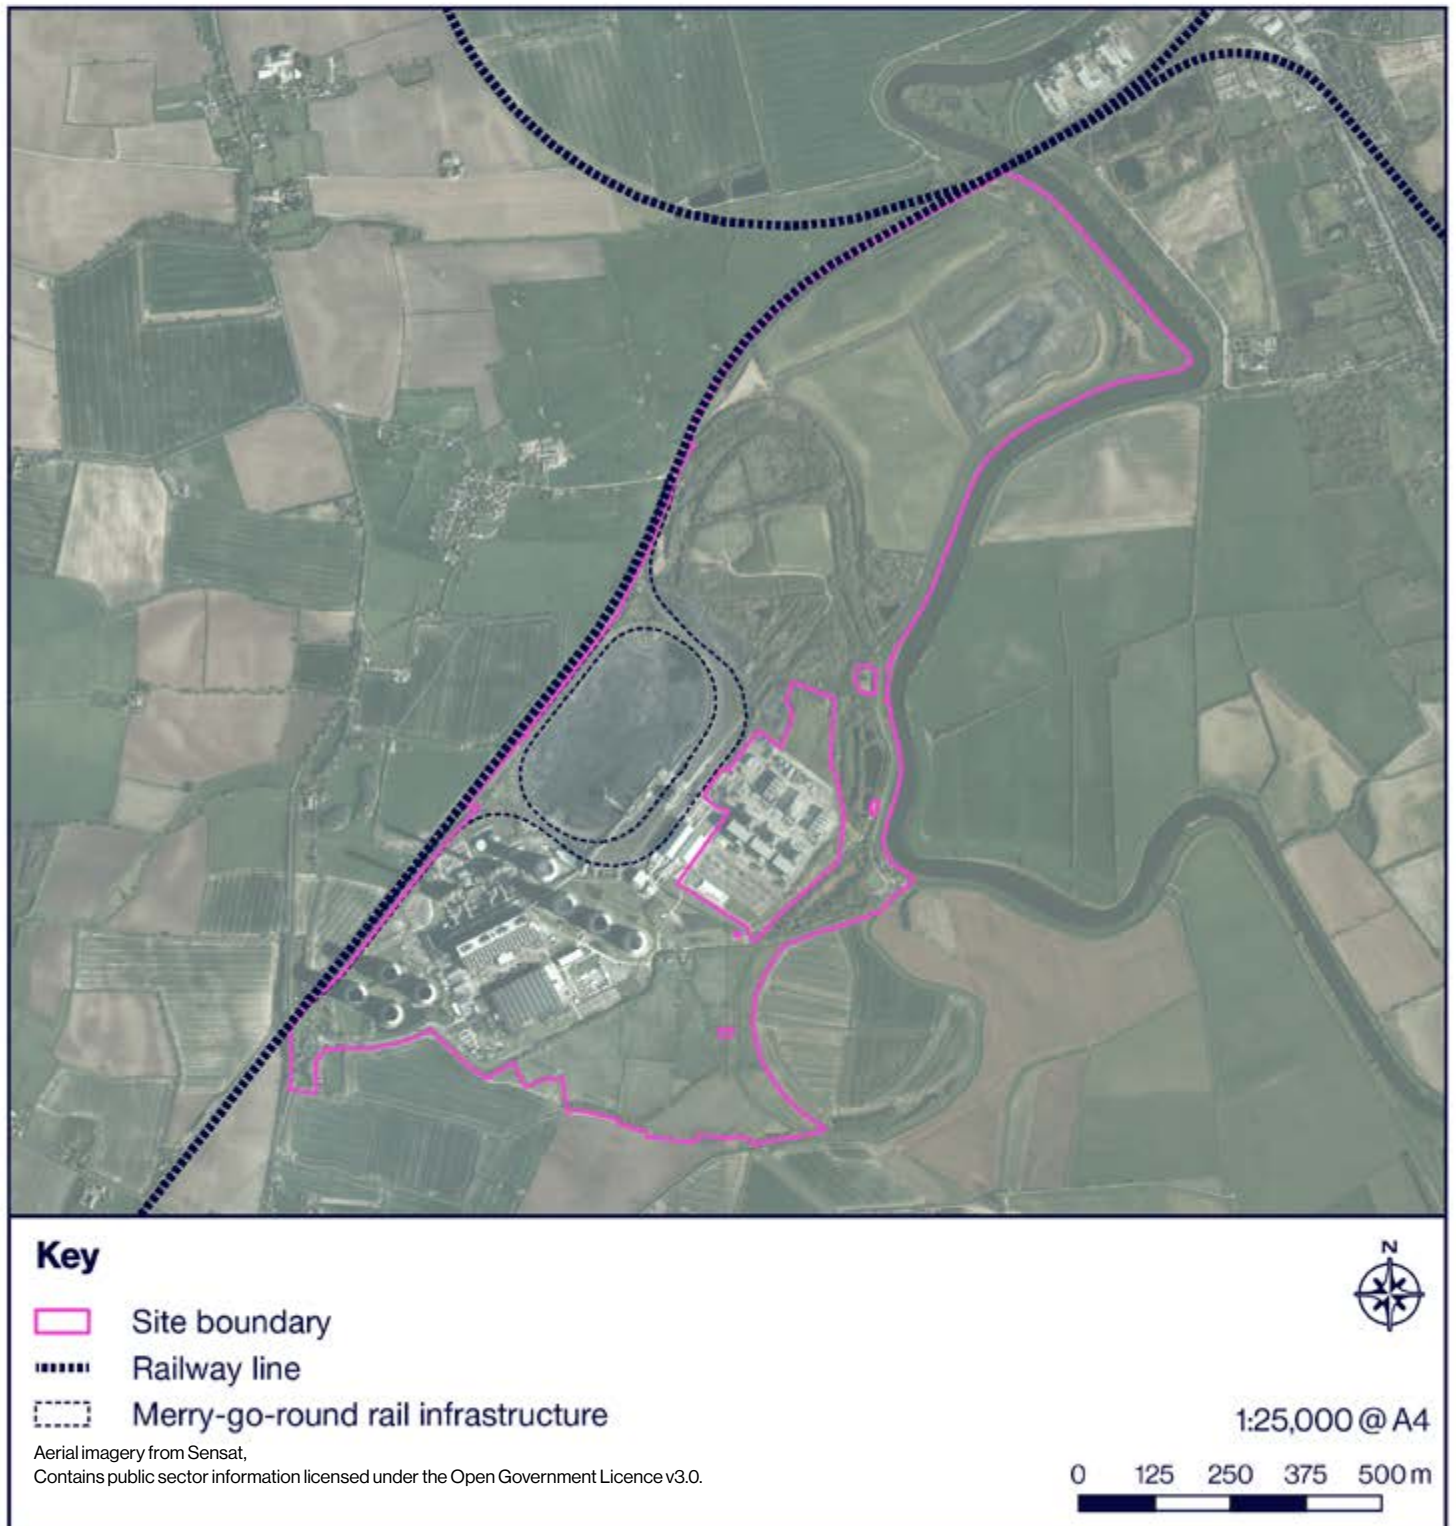 Key
N
Site boundary
Railway line
Merry-go-round rail infrastructure
1:25,000 @ A4
Aerial imagery from Sensat,
Contains public sector information licensed under the Open Government Licence v3.0.
0 125 250 375 500 m